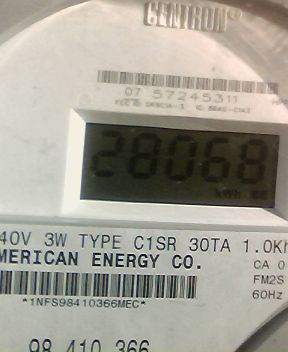 CENTRON®
07 57245311
28068
kWh
40V 3W TYPE C1SR 30TA 1.0Kh
MERICAN ENERGY CO.
CA 0
FM2S
*1NFS98410366MEC*
60Hz
98 410 366